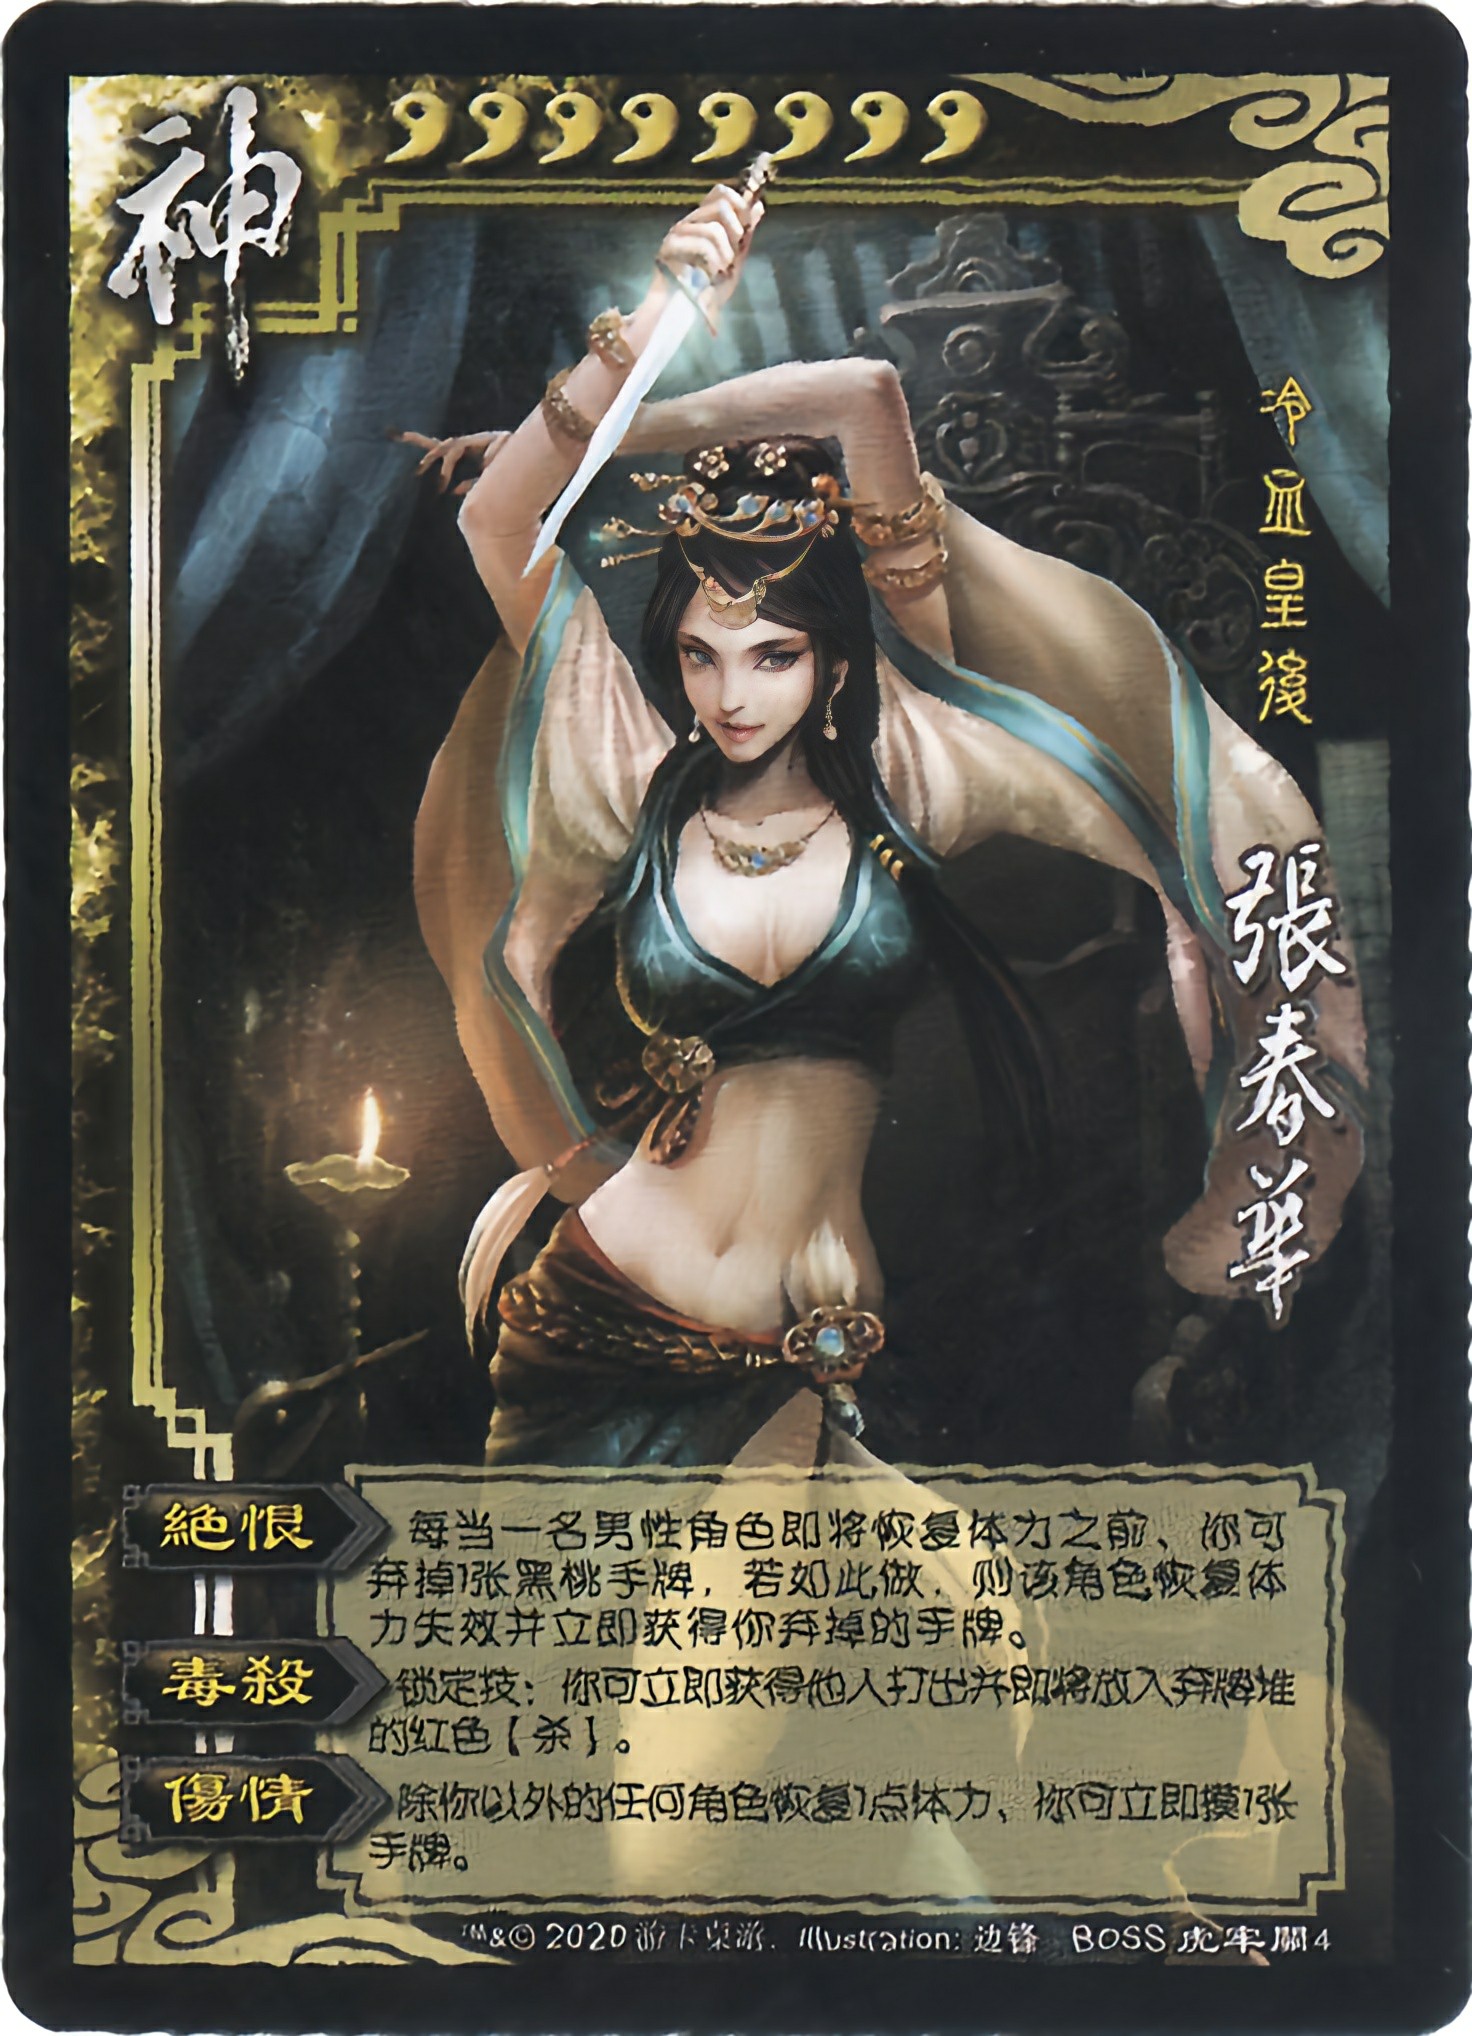 神
冷血皇後
張春華
絕恨
每当一名男性角色即将恢复体力之前、你可
弃掉1张黑桃手牌，若如此做，则该角色恢复体
力失效并立即获得你弃掉的手牌。
毒殺
锁定技：你可立即获得他人打出并即将放入弃牌堆
的红色【杀】。
傷情
除你以外的任何角色恢复1点体力、你可立即摸1张
手牌。
™&© 2020 游卡桌游. Illustration: 边锋 BOSS 虎牢關4